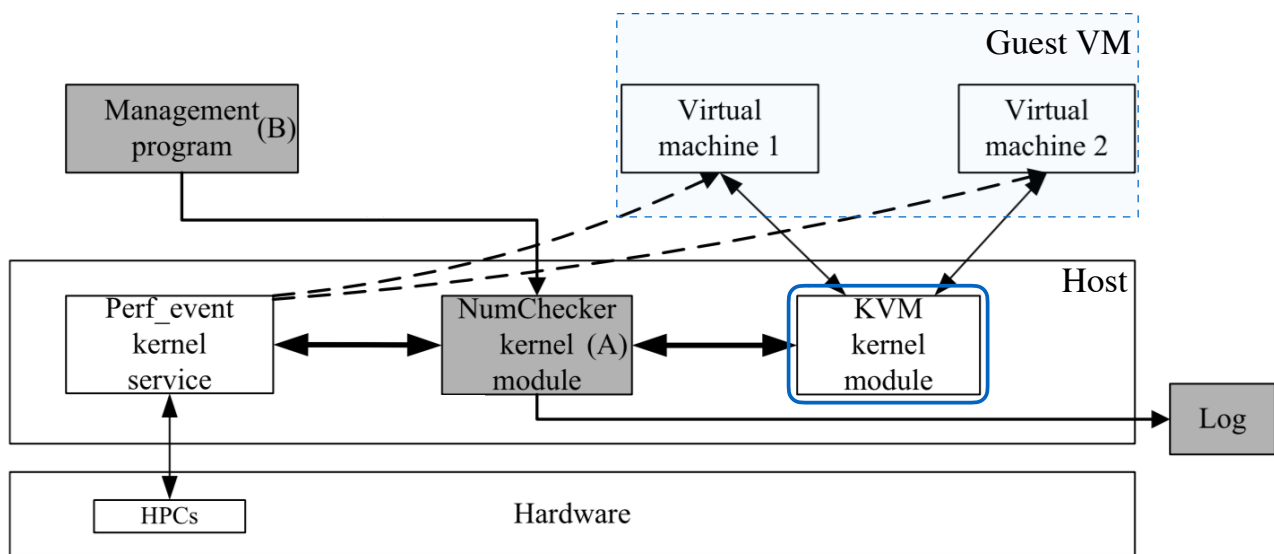 Guest VM
Management
program (B)
Virtual
machine 1
Virtual
machine 2
Host
Perf_event
kernel
service
NumChecker
kernel (A)
module
KVM
kernel
module
Log
HPCs
Hardware